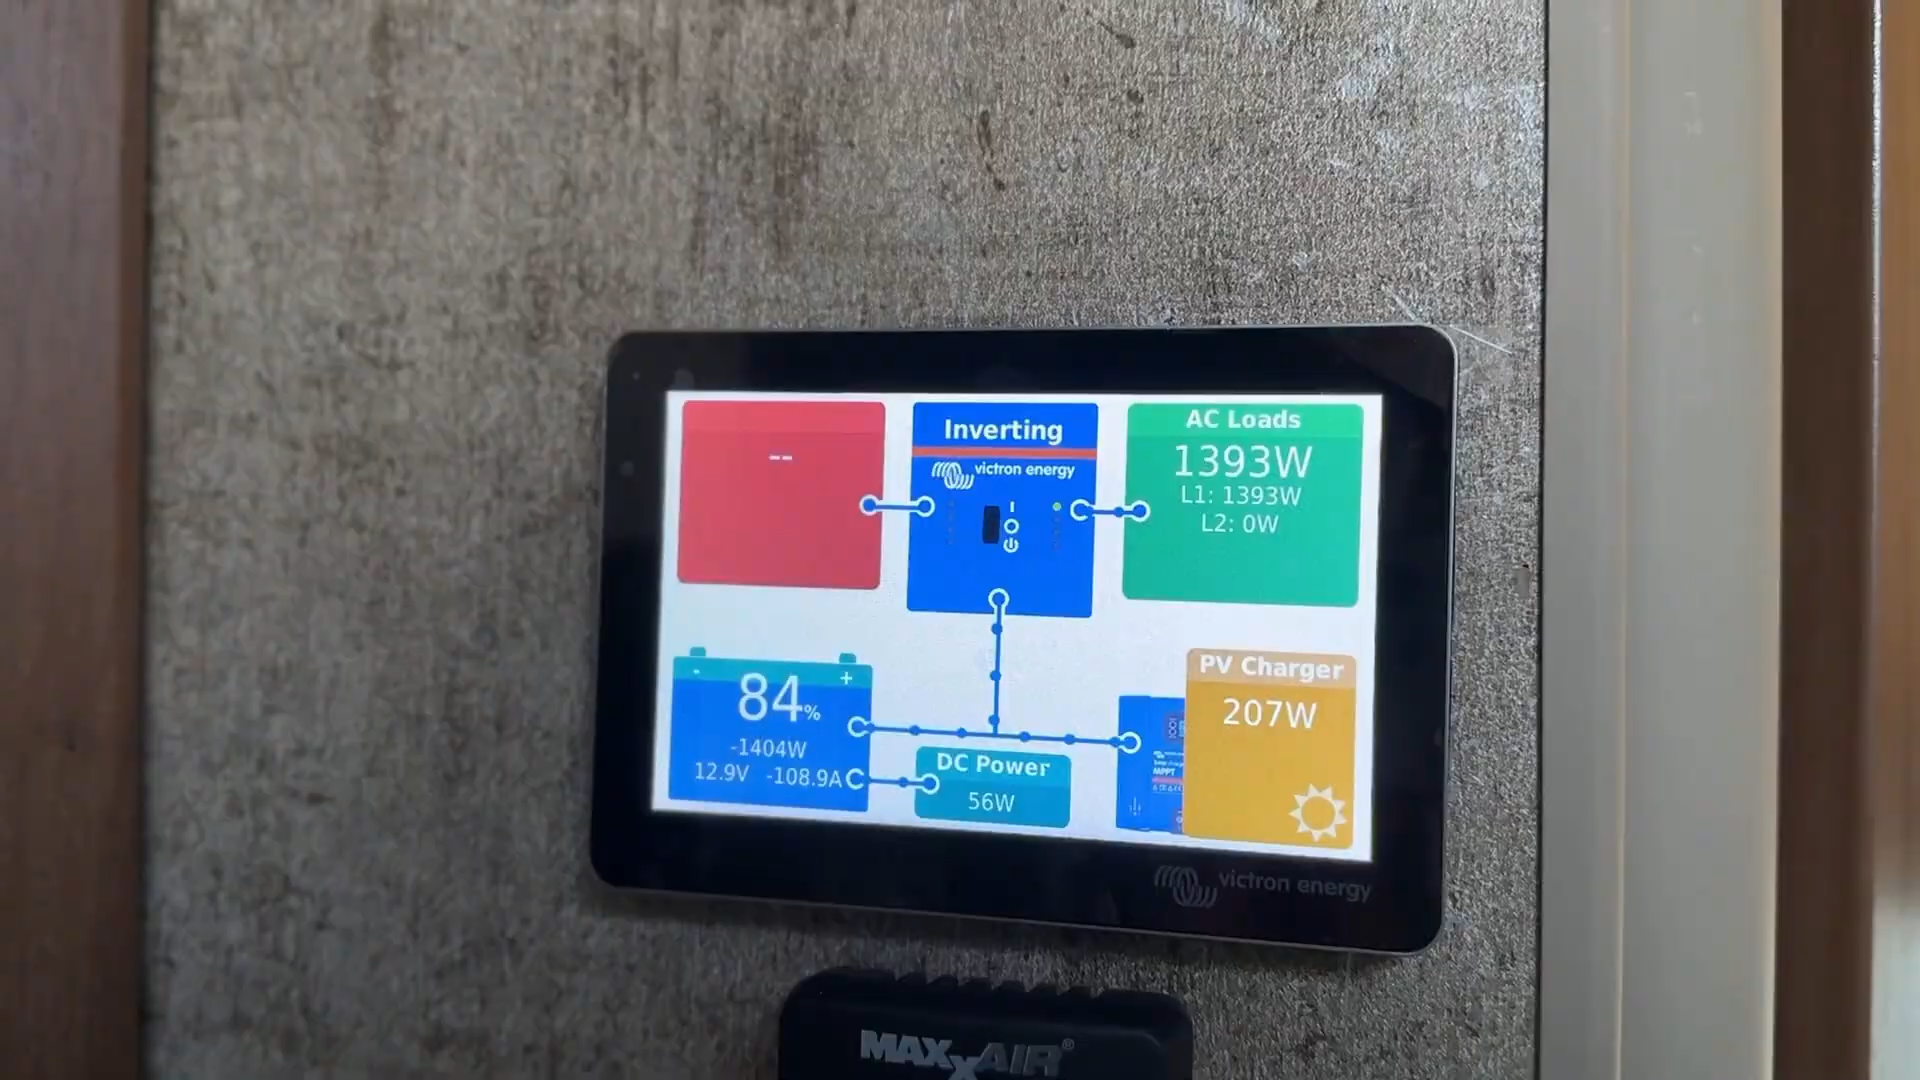 --
Inverting
victron energy
AC Loads
1393W
L1: 1393W
L2: 0W
- +
84%
-1404W
12.9V -108.9A
DC Power
56W
MPPT
PV Charger
207W
victron energy
MAXXAIR®